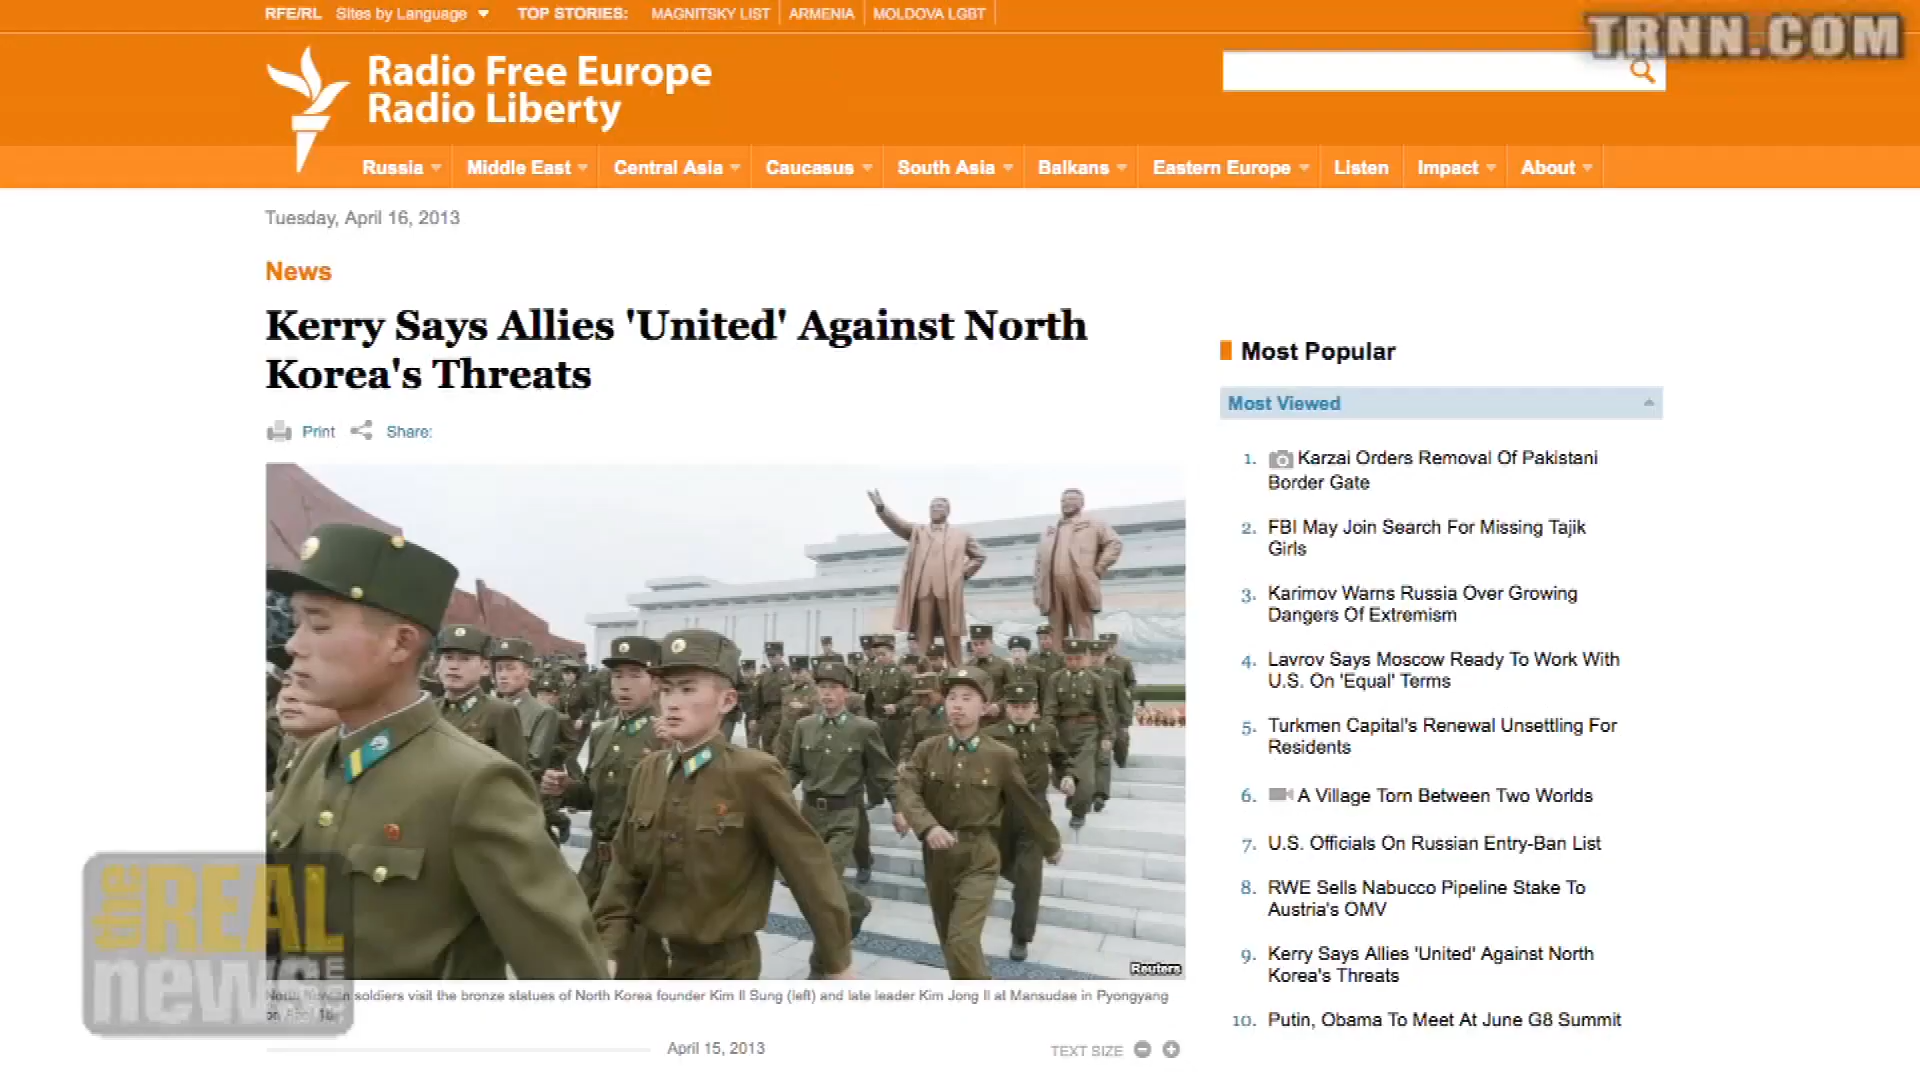 RFE/RL Sites by Language TOP STORIES: MAGNITSKY LIST ARMENIA MOLDOVA LGBT
TRNN.COM
Radio Free Europe
Radio Liberty
Russia Middle East Central Asia Caucasus South Asia Balkans Eastern Europe Listen Impact About
Tuesday, April 16, 2013
News
Kerry Says Allies 'United' Against North
Korea's Threats
Print Share:
Reuters
North Korean soldiers visit the bronze statues of North Korea founder Kim Il Sung (left) and late leader Kim Jong Il at Mansudae in Pyongyang
on April
April 15, 2013
TEXT SIZE
Most Popular
Most Viewed
1. Karzai Orders Removal Of Pakistani
Border Gate
2. FBI May Join Search For Missing Tajik
Girls
3. Karimov Warns Russia Over Growing
Dangers Of Extremism
4. Lavrov Says Moscow Ready To Work With
U.S. On 'Equal' Terms
5. Turkmen Capital's Renewal Unsettling For
Residents
6. A Village Torn Between Two Worlds
7. U.S. Officials On Russian Entry-Ban List
8. RWE Sells Nabucco Pipeline Stake To
Austria's OMV
9. Kerry Says Allies 'United' Against North
Korea's Threats
10. Putin, Obama To Meet At June G8 Summit
the REAL
news.com